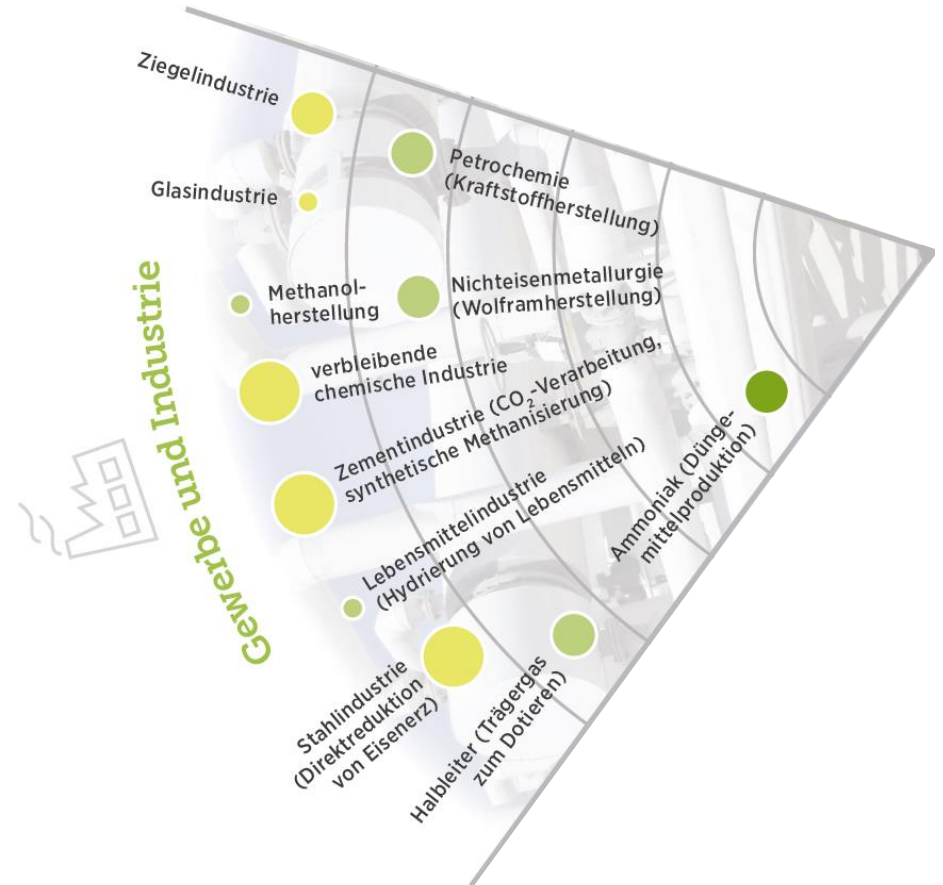 Ziegelindustrie
Petrochemie
(Kraftstoffherstellung)
Glasindustrie
Methanol-
herstellung
Nichteisenmetallurgie
(Wolframherstellung)
verbleibende
chemische Industrie
Zementindustrie (CO₂-Verarbeitung,
synthetische Methanisierung)
Lebensmittelindustrie
(Hydrierung von Lebensmitteln)
Ammoniak (Dünge-
mittelproduktion)
Stahlindustrie
(Direktreduktion
von Eisenerz)
Halbleiter (Trägergas
zum Dotieren)
Gewerbe und Industrie